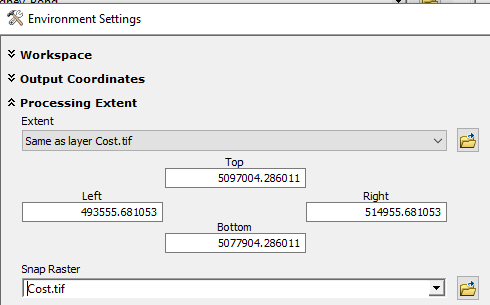 Environment Settings
Workspace
Output Coordinates
Processing Extent
Extent
Same as layer Cost.tif
Top
5097004.286011
Left
Right
493555.681053
514955.681053
Bottom
5077904.286011
Snap Raster
Cost.tif